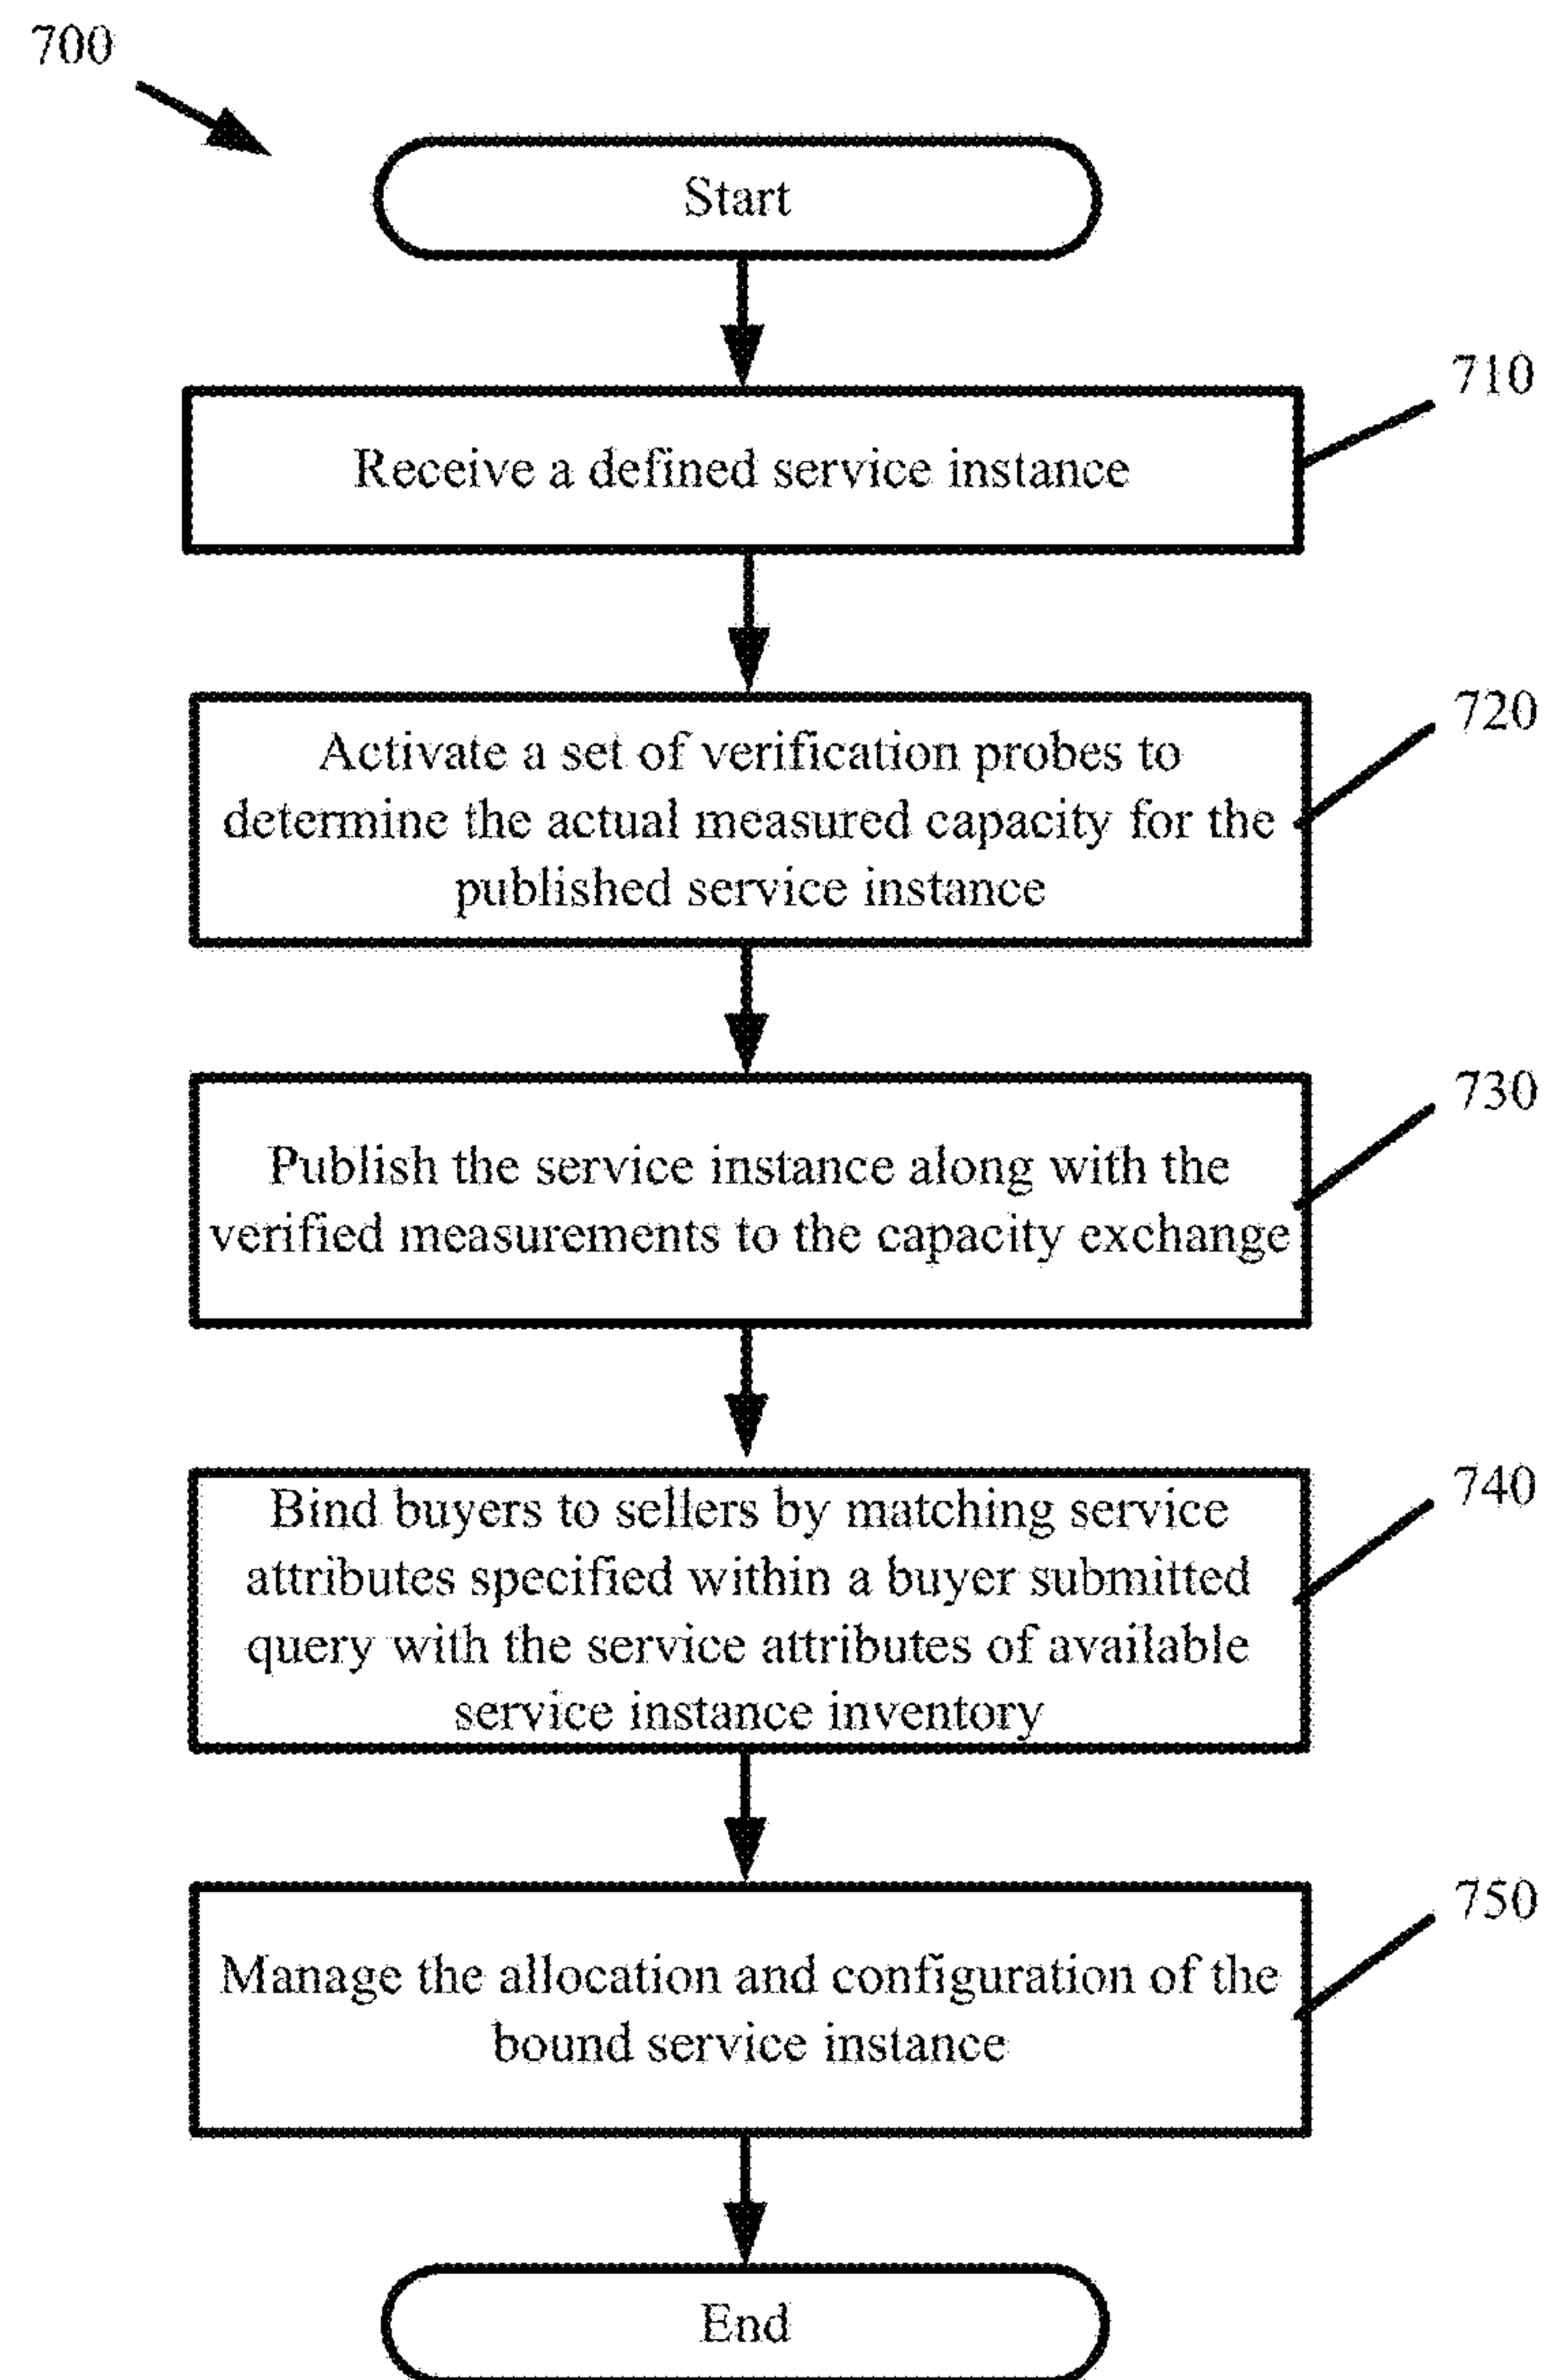 700
Start
710
Receive a defined service instance
720
Activate a set of verification probes to
determine the actual measured capacity for the
published service instance
730
Publish the service instance along with the
verified measurements to the capacity exchange
740
Bind buyers to sellers by matching service
attributes specified within a buyer submitted
query with the service attributes of available
service instance inventory
750
Manage the allocation and configuration of the
bound service instance
End